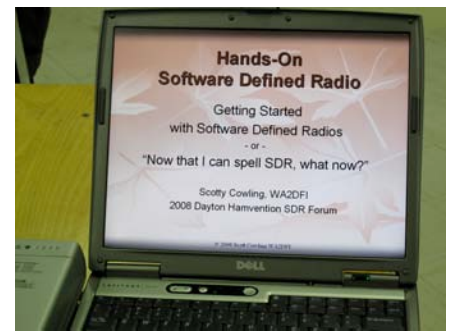 Hands-On
Software Defined Radio
Getting Started
with Software Defined Radios
- or -
“Now that I can spell SDR, what now?”
Scotty Cowling, WA2DFI
2008 Dayton Hamvention SDR Forum
DELL